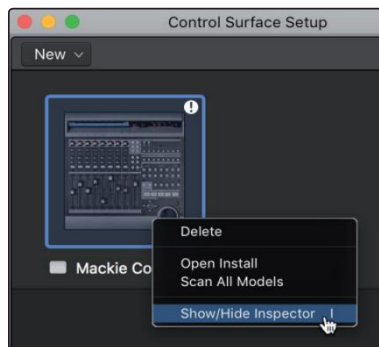 Control Surface Setup
New
!
Delete
Mackie Co
Open Install
Scan All Models
Show/Hide Inspector I